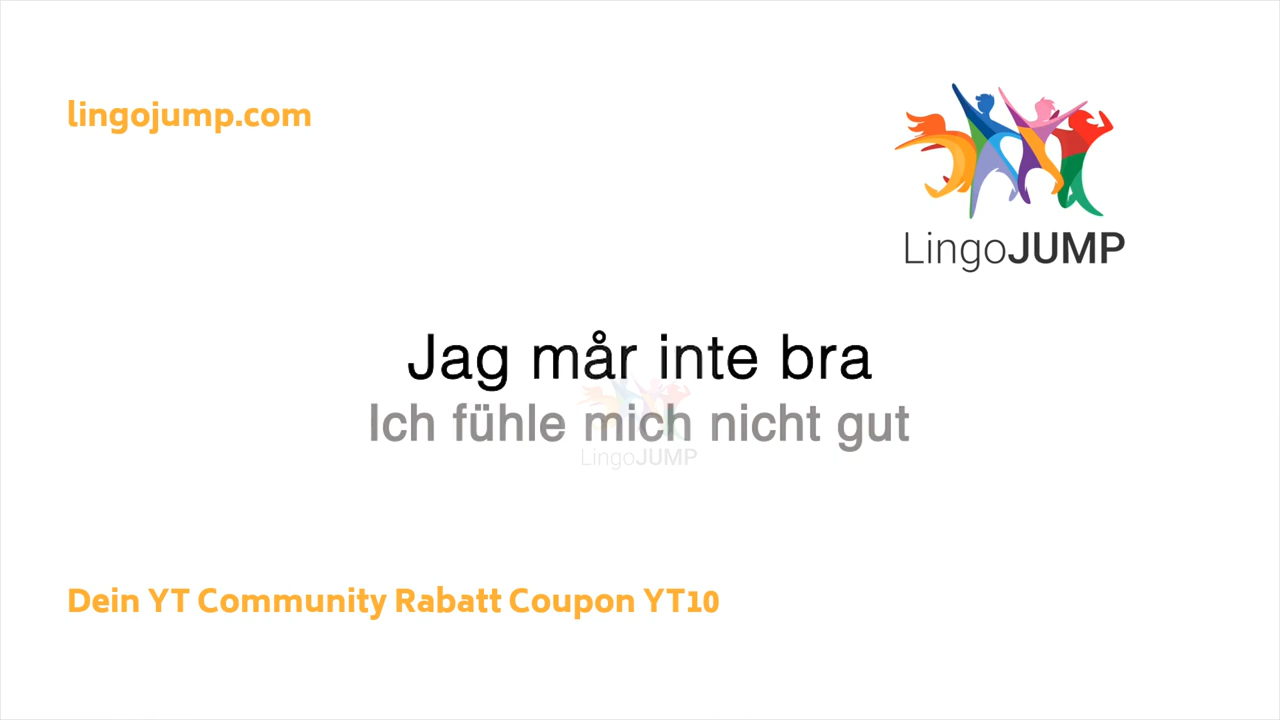 lingojump.com
LingoJUMP
Jag mår inte bra
Ich fühle mich nicht gut
LingoJUMP
Dein YT Community Rabatt Coupon YT10